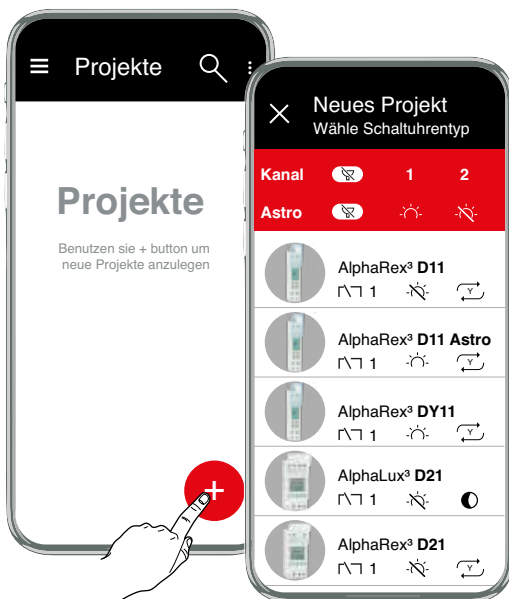 Projekte
Projekte
Benutzen sie + button um
neue Projekte anzulegen
+
Neues Projekt
Wähle Schaltuhrentyp
Kanal 1 2
Astro
AlphaRex³ D11
1 Y
AlphaRex³ D11 Astro
1 Y
AlphaRex³ DY11
1 Y
AlphaLux³ D21
1
AlphaRex³ D21
1 Y